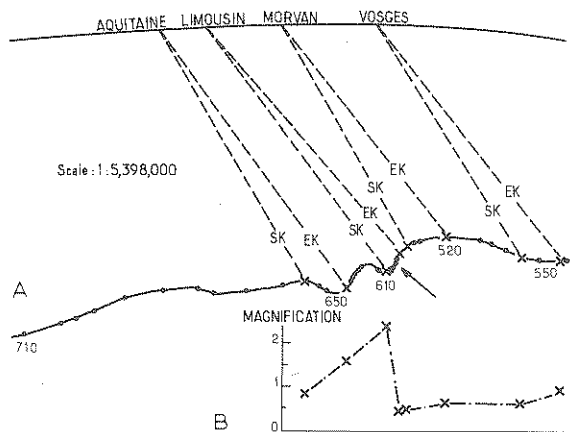 AQUITAINE LIMOUSIN MORVAN VOSGES
Scale : 1:5,398,000
SK EK SK EK SK EK SK EK
A
710
650
610
520
550
MAGNIFICATION
2
1
0
B